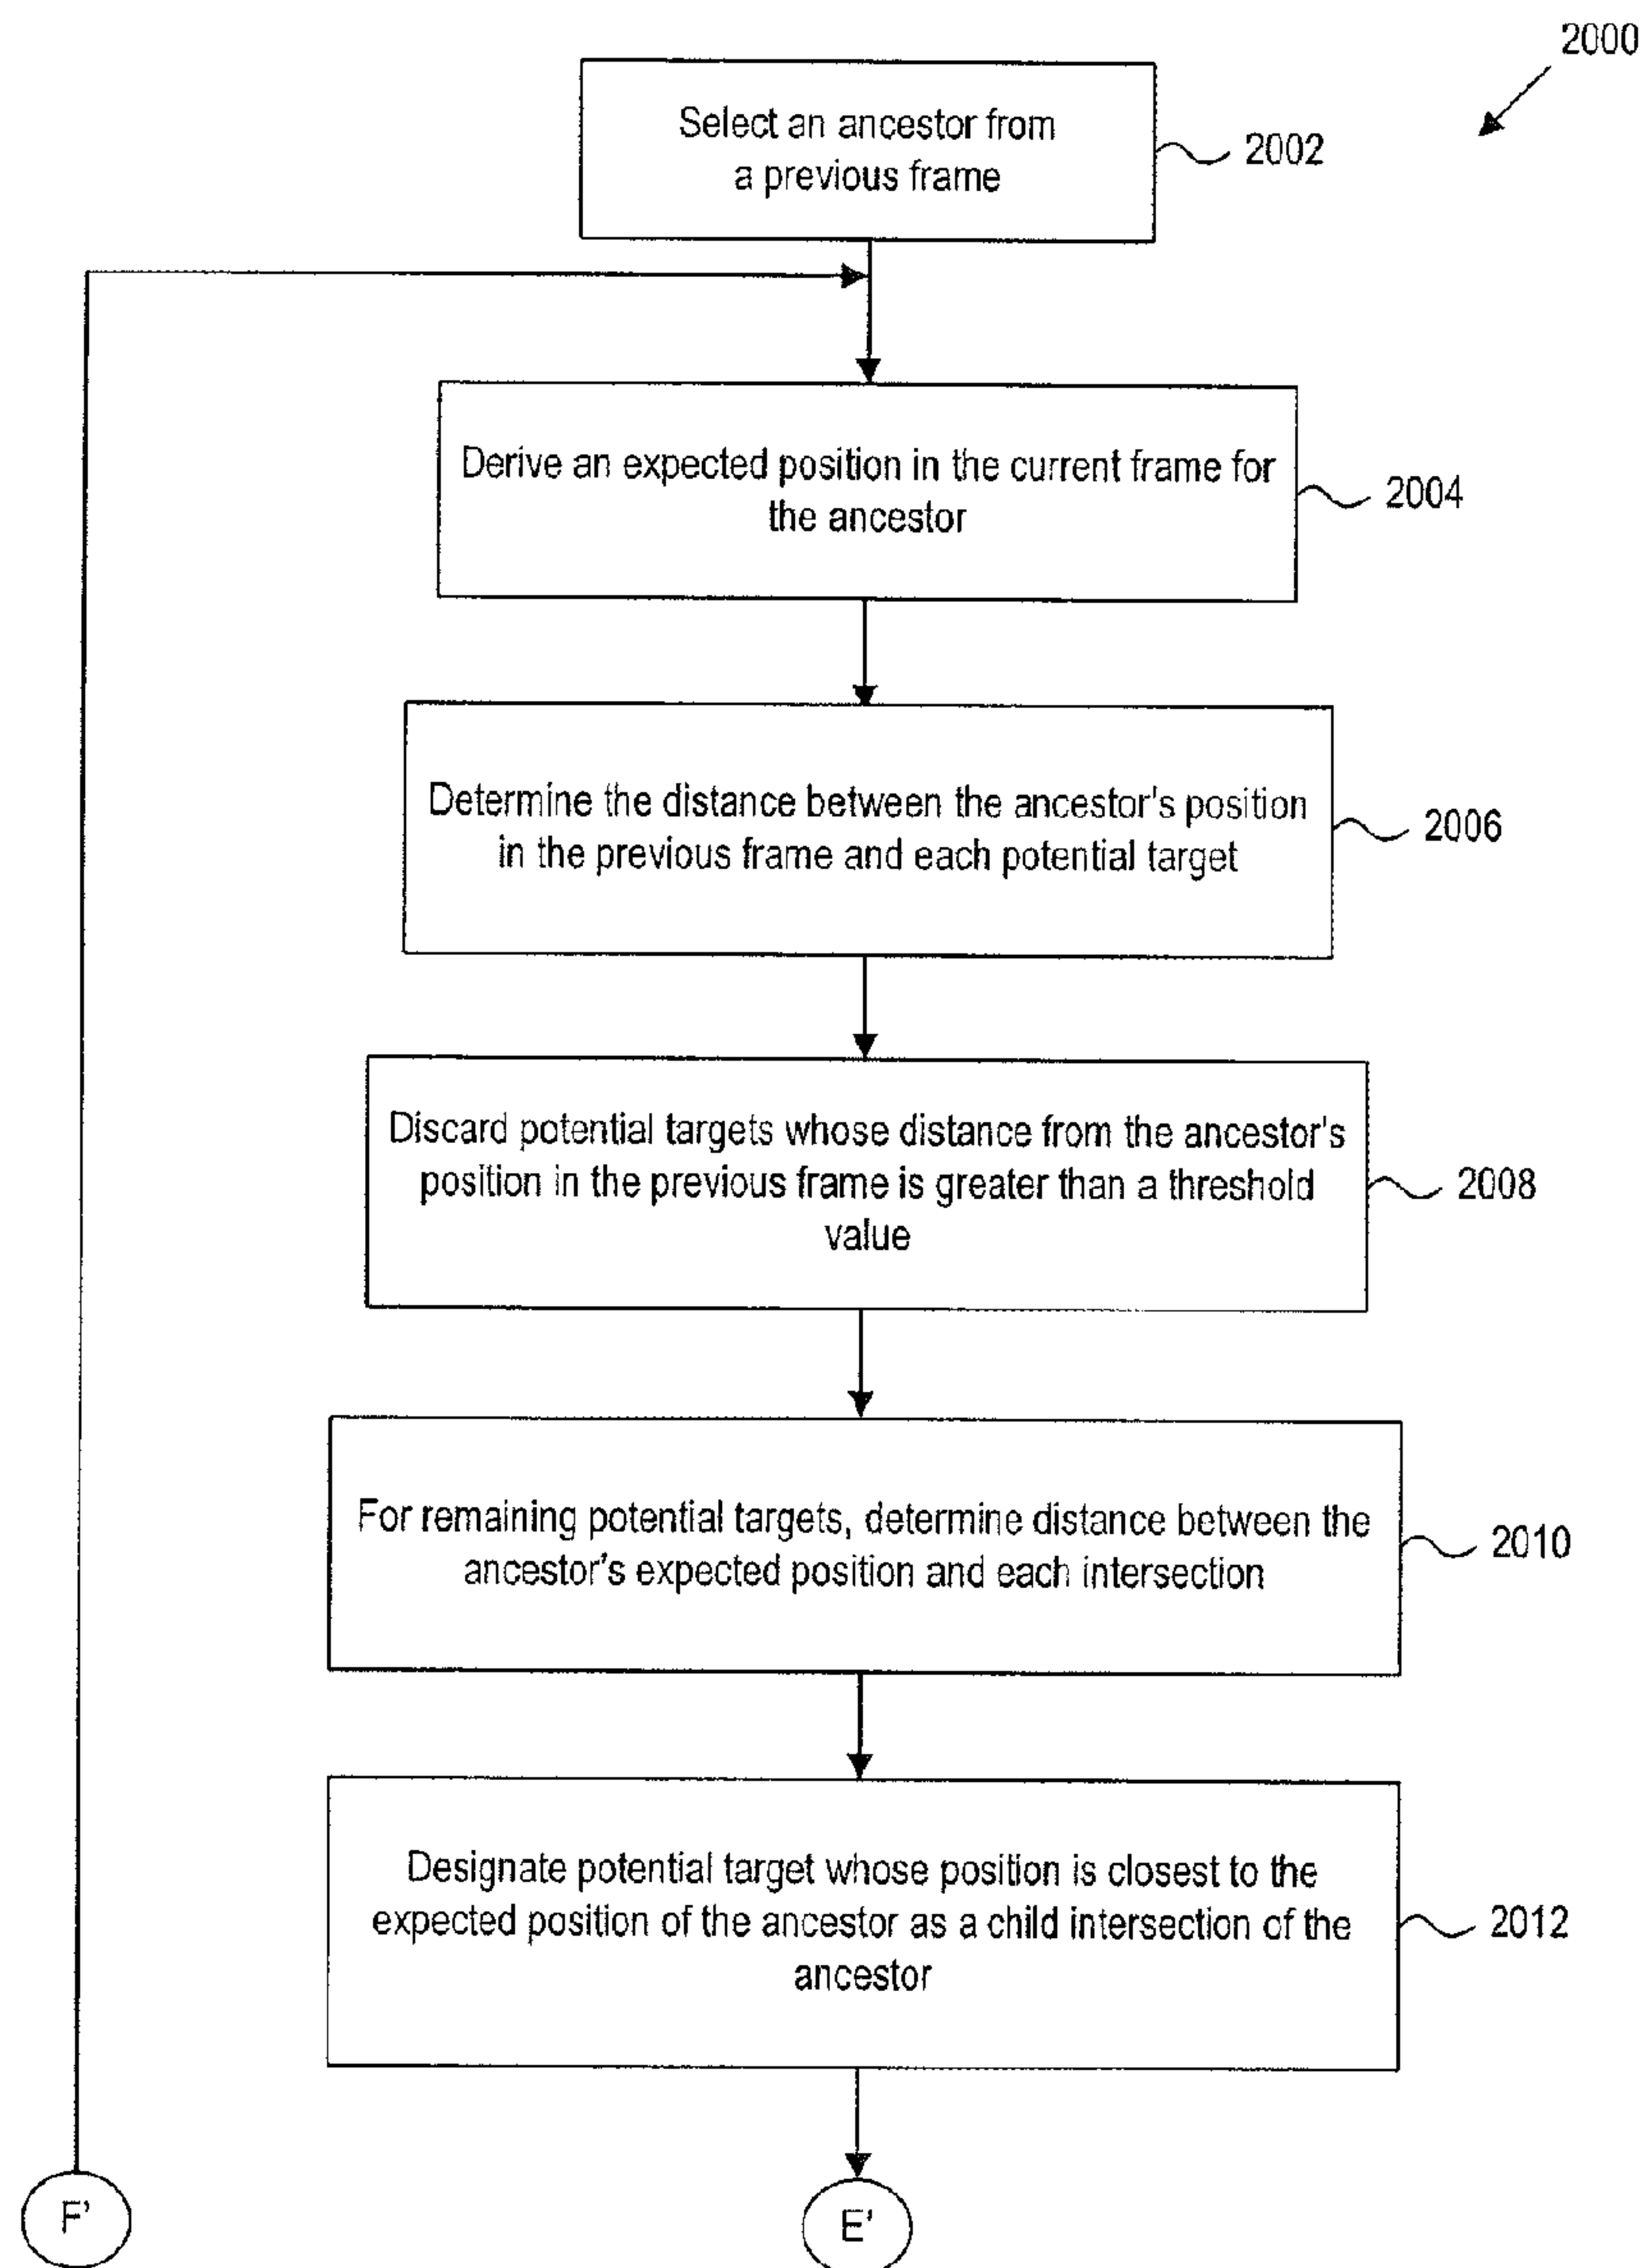 2000
Select an ancestor from
a previous frame
2002
Derive an expected position in the current frame for
the ancestor
2004
Determine the distance between the ancestor's position
in the previous frame and each potential target
2006
Discard potential targets whose distance from the ancestor's
position in the previous frame is greater than a threshold
value
2008
For remaining potential targets, determine distance between the
ancestor's expected position and each intersection
2010
Designate potential target whose position is closest to the
expected position of the ancestor as a child intersection of the
ancestor
2012
F'
E'